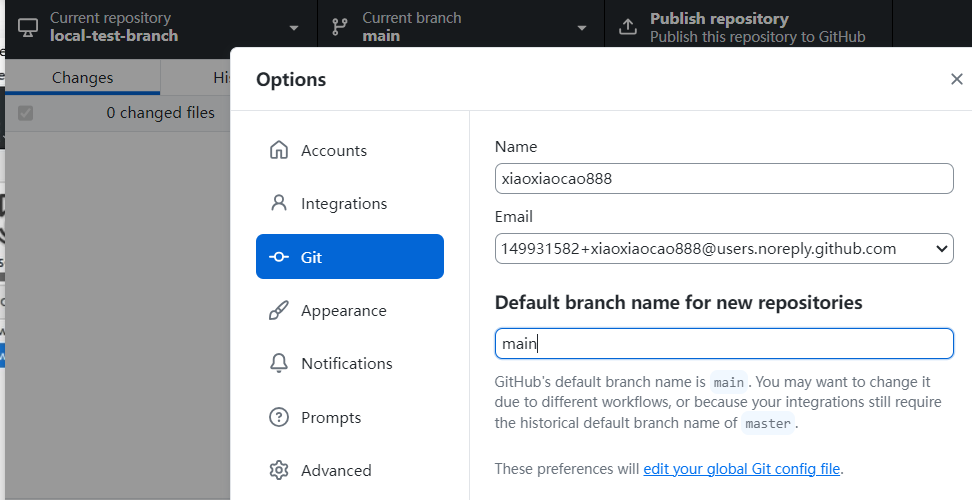 Current repository
local-test-branch
Current branch
main
Publish repository
Publish this repository to GitHub
Changes
0 changed files
Options
Accounts
Integrations
Git
Appearance
Notifications
Prompts
Advanced
Name
xiaoxiaocao888
Email
149931582+xiaoxiaocao888@users.noreply.github.com
Default branch name for new repositories
main
GitHub's default branch name is main. You may want to change it
due to different workflows, or because your integrations still require
the historical default branch name of master.
These preferences will edit your global Git config file.